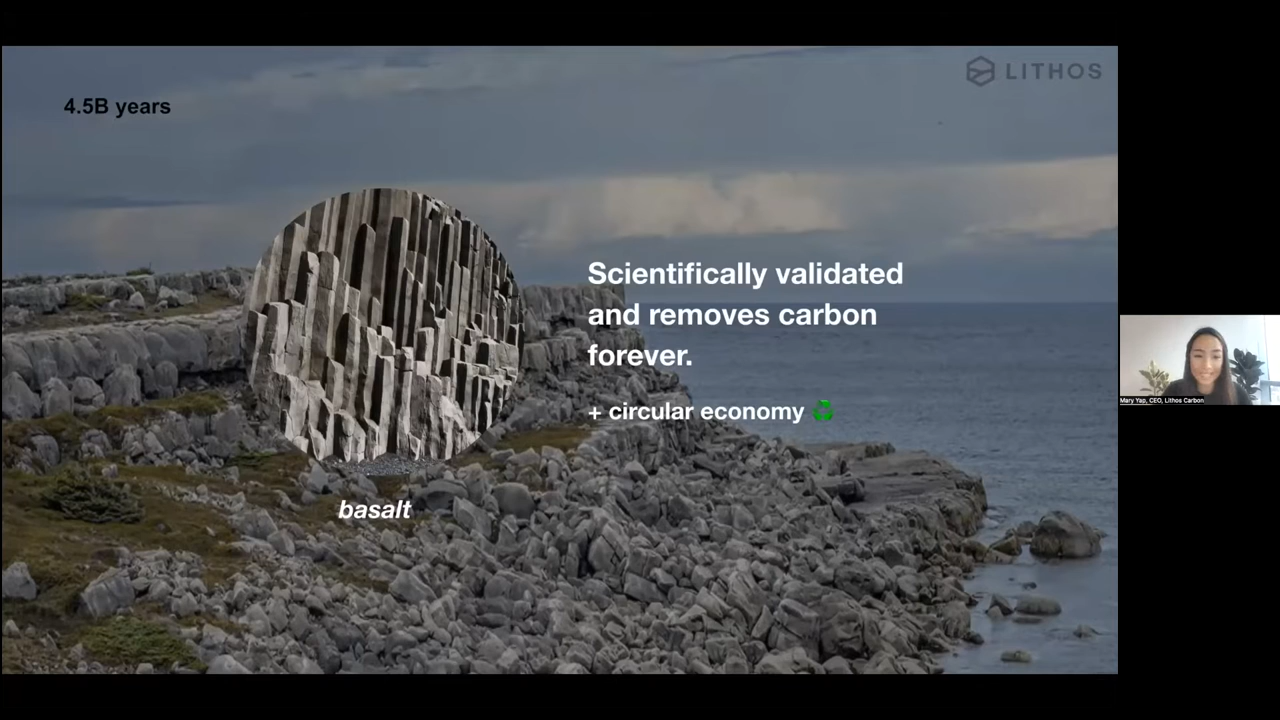 LITHOS
4.5B years
Scientifically validated
and removes carbon
forever.
+ circular economy
basalt
Mary Yap, CEO, Lithos Carbon